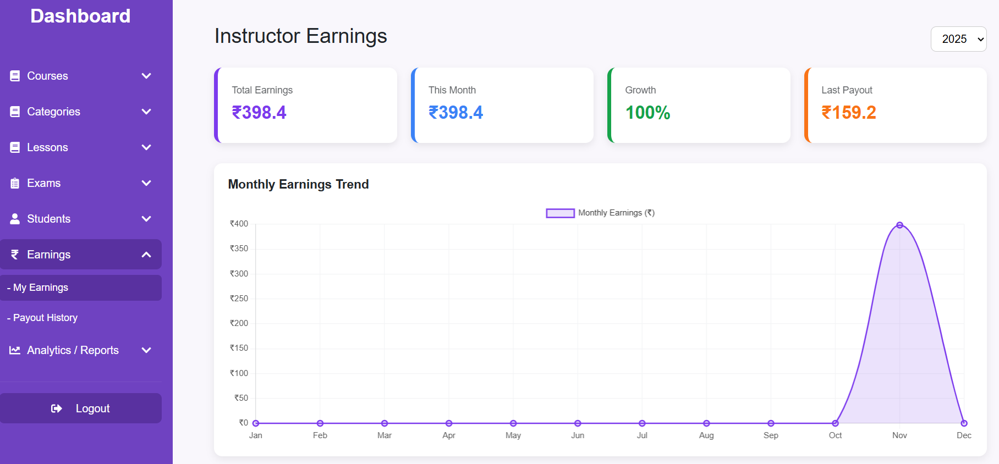 Dashboard
Courses
Categories
Lessons
Exams
Students
Earnings
- My Earnings
- Payout History
Analytics / Reports
Logout
Instructor Earnings
2025
Total Earnings
₹398.4
This Month
₹398.4
Growth
100%
Last Payout
₹159.2
Monthly Earnings Trend
Monthly Earnings (₹)
₹400
₹350
₹300
₹250
₹200
₹150
₹100
₹50
₹0
Jan Feb Mar Apr May Jun Jul Aug Sep Oct Nov Dec